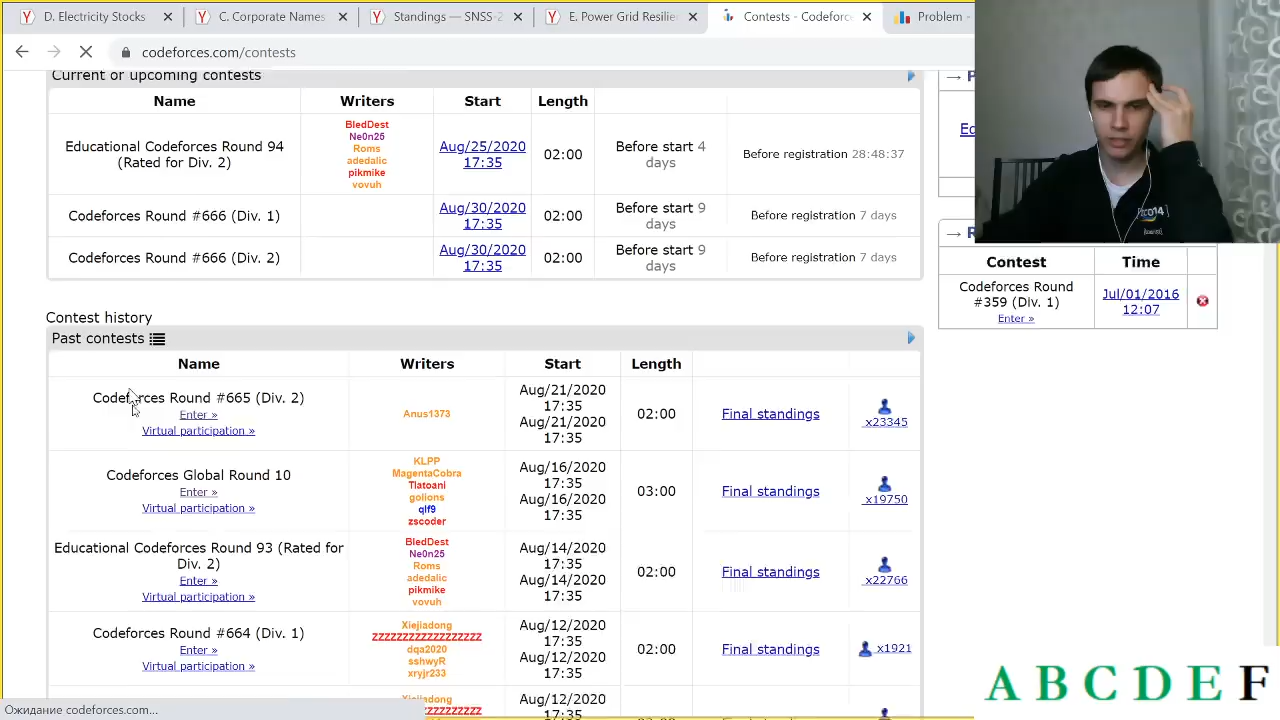 D. Electricity Stocks
C. Corporate Names
Standings — SNSS-2
E. Power Grid Resilie
Contests - Codeforc
Problem -
codeforces.com/contests
Current or upcoming contests
Name Writers Start Length
Educational Codeforces Round 94
(Rated for Div. 2)
BledDest
Ne0n25
Roms
adedalic
pikmike
vovuh
Aug/25/2020
17:35
02:00
Before start 4
days
Before registration 28:48:37
Codeforces Round #666 (Div. 1)
Aug/30/2020
17:35
02:00
Before start 9
days
Before registration 7 days
Codeforces Round #666 (Div. 2)
Aug/30/2020
17:35
02:00
Before start 9
days
Before registration 7 days
Contest history
Past contests
Name Writers Start Length
Codeforces Round #665 (Div. 2)
Enter »
Virtual participation »
Anus1373
Aug/21/2020
17:35
Aug/21/2020
17:35
02:00
Final standings
x23345
Codeforces Global Round 10
Enter »
Virtual participation »
KLPP
MagentaCobra
Tlatoani
golions
qlf9
zscoder
Aug/16/2020
17:35
Aug/16/2020
17:35
03:00
Final standings
x19750
Educational Codeforces Round 93 (Rated for
Div. 2)
Enter »
Virtual participation »
BledDest
Ne0n25
Roms
adedalic
pikmike
vovuh
Aug/14/2020
17:35
Aug/14/2020
17:35
02:00
Final standings
x22766
Codeforces Round #664 (Div. 1)
Enter »
Virtual participation »
Xiejiadong
zzzzzzzzzzzzzzzzzz
dqa2020
sshwyR
xryjr233
Aug/12/2020
17:35
Aug/12/2020
17:35
02:00
Final standings
x1921
Aug/12/2020
17:35
Ожидание codeforces.com...
→ P
Ed
→ R
Contest Time
Codeforces Round
#359 (Div. 1)
Enter »
Jul/01/2016
12:07
A B C D E F